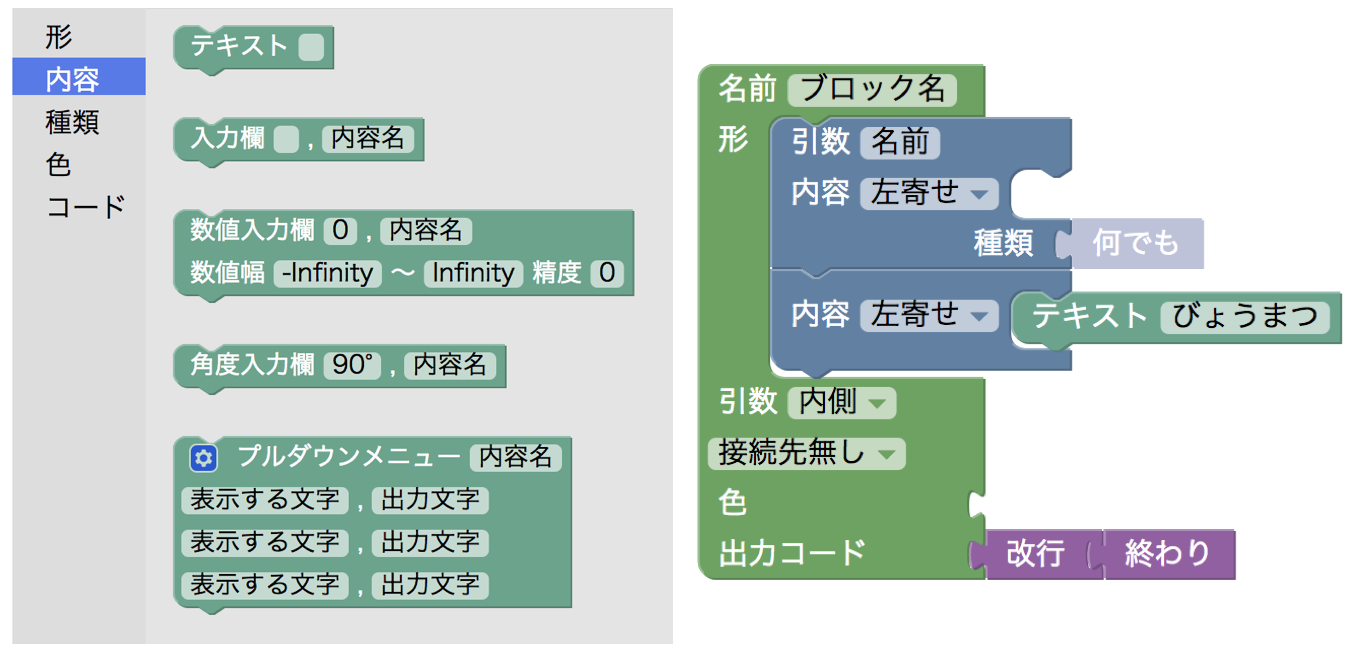 形
内容
種類
色
コード
テキスト
入力欄 , 内容名
数値入力欄 0 , 内容名
数値幅 -Infinity 〜 Infinity 精度 0
角度入力欄 90° , 内容名
プルダウンメニュー 内容名
表示する文字 , 出力文字
表示する文字 , 出力文字
表示する文字 , 出力文字
名前 ブロック名
形 引数 名前
内容 左寄せ
種類 何でも
内容 左寄せ テキスト びょうまつ
引数 内側
接続先無し
色
出力コード 改行 終わり